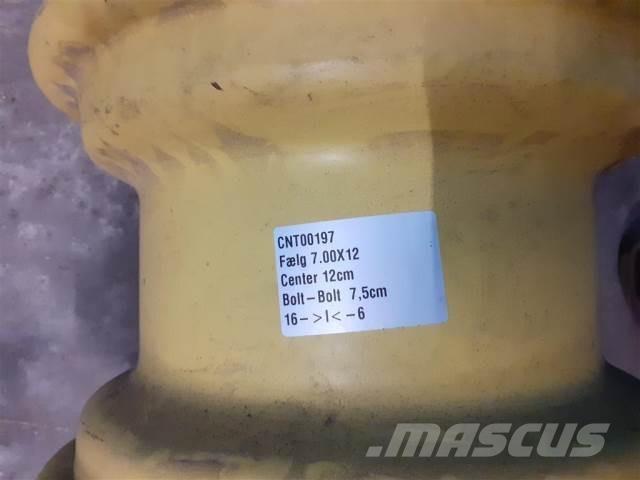 CNT00197
Fælg 7.00X12
Center 12cm
Bolt-Bolt 7,5cm
16->I<-6
MASCUS